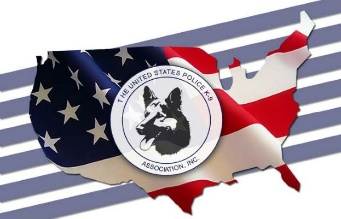 THE UNITED STATES POLICE K-9
ASSOCIATION, INC.